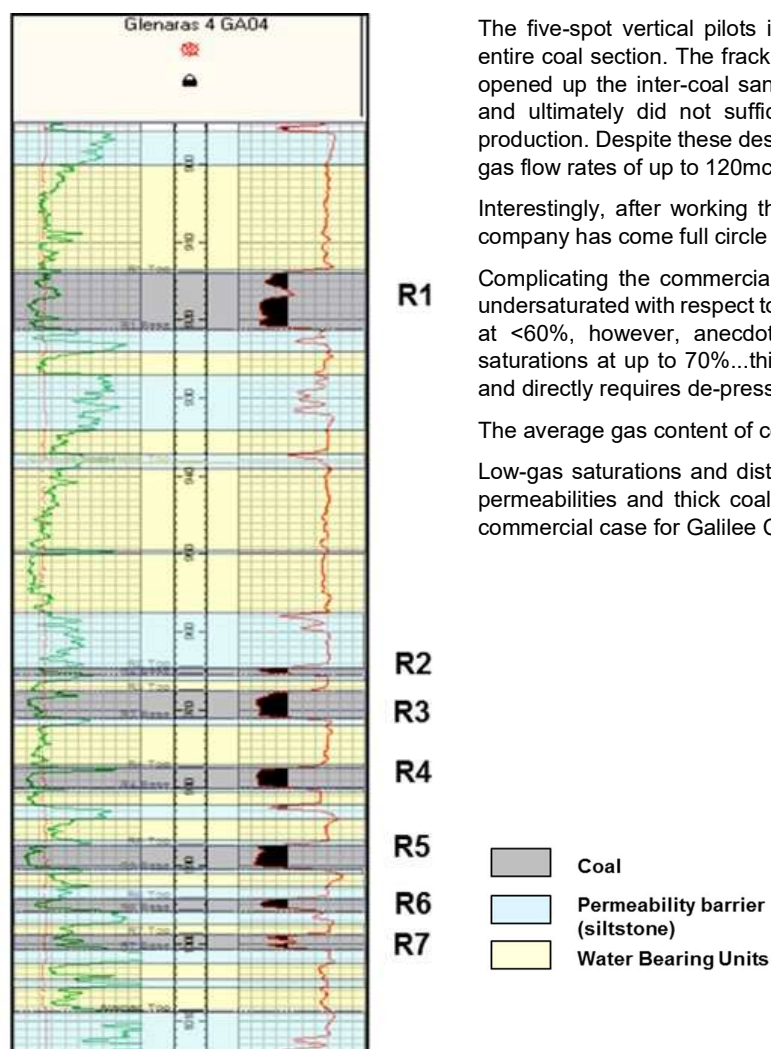 Glenaras 4 GA04
The five-spot vertical pilots i
entire coal section. The frack
opened up the inter-coal san
and ultimately did not suffic
production. Despite these des
gas flow rates of up to 120mc
Interestingly, after working th
company has come full circle
Complicating the commercia
undersaturated with respect to
at <60%, however, anecdot
saturations at up to 70%...thi
and directly requires de-press
The average gas content of c
Low-gas saturations and dist
permeabilities and thick coal
commercial case for Galilee
R1
R2
R3
R4
R5
R6
R7
Coal
Permeability barrier
(siltstone)
Water Bearing Units